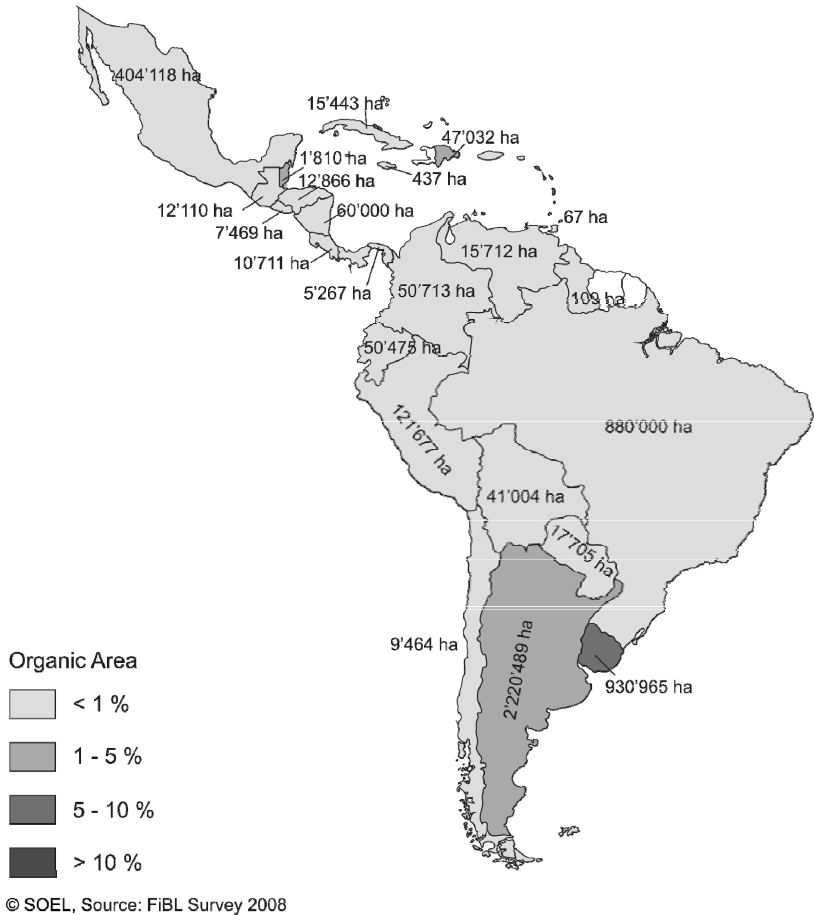 404'118 ha
15'443 ha
47'032 ha
1'810 ha
12'866 ha
437 ha
12'110 ha
60'000 ha
67 ha
7'469 ha
15'712 ha
10'711 ha
5'267 ha
50'713 ha
109 ha
50'475 ha
121'677 ha
880'000 ha
41'004 ha
17'705 ha
9'464 ha
2'220'489 ha
930'965 ha
Organic Area
< 1 %
1 - 5 %
5 - 10 %
> 10 %
© SOEL, Source: FiBL Survey 2008